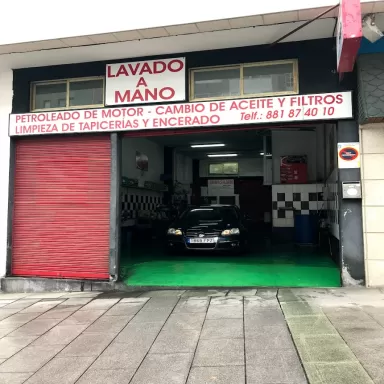 LAVADO
A
MANO
PETROLEADO DE MOTOR - CAMBIO DE ACEITE Y FILTROS
LIMPIEZA DE TAPICERIAS Y ENCERADO Telf.: 881 87 40 10